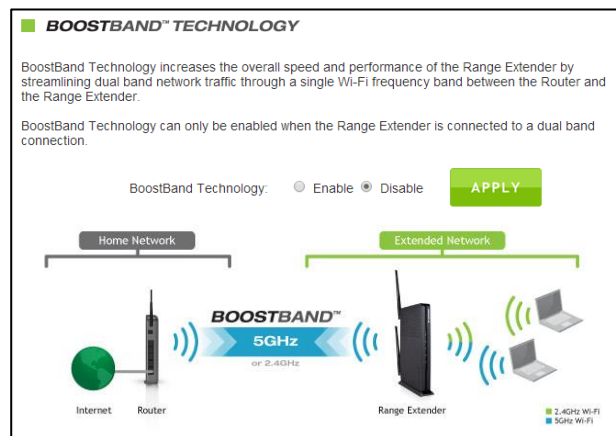 BOOSTBAND™ TECHNOLOGY
BoostBand Technology increases the overall speed and performance of the Range Extender by
streamlining dual band network traffic through a single Wi-Fi frequency band between the Router and
the Range Extender.
BoostBand Technology can only be enabled when the Range Extender is connected to a dual band
connection.
BoostBand Technology: Enable Disable APPLY
Home Network Extended Network
BOOSTBAND™
5GHz
or 2.4GHz
Internet Router Range Extender
2.4GHz Wi-Fi
5GHz Wi-Fi